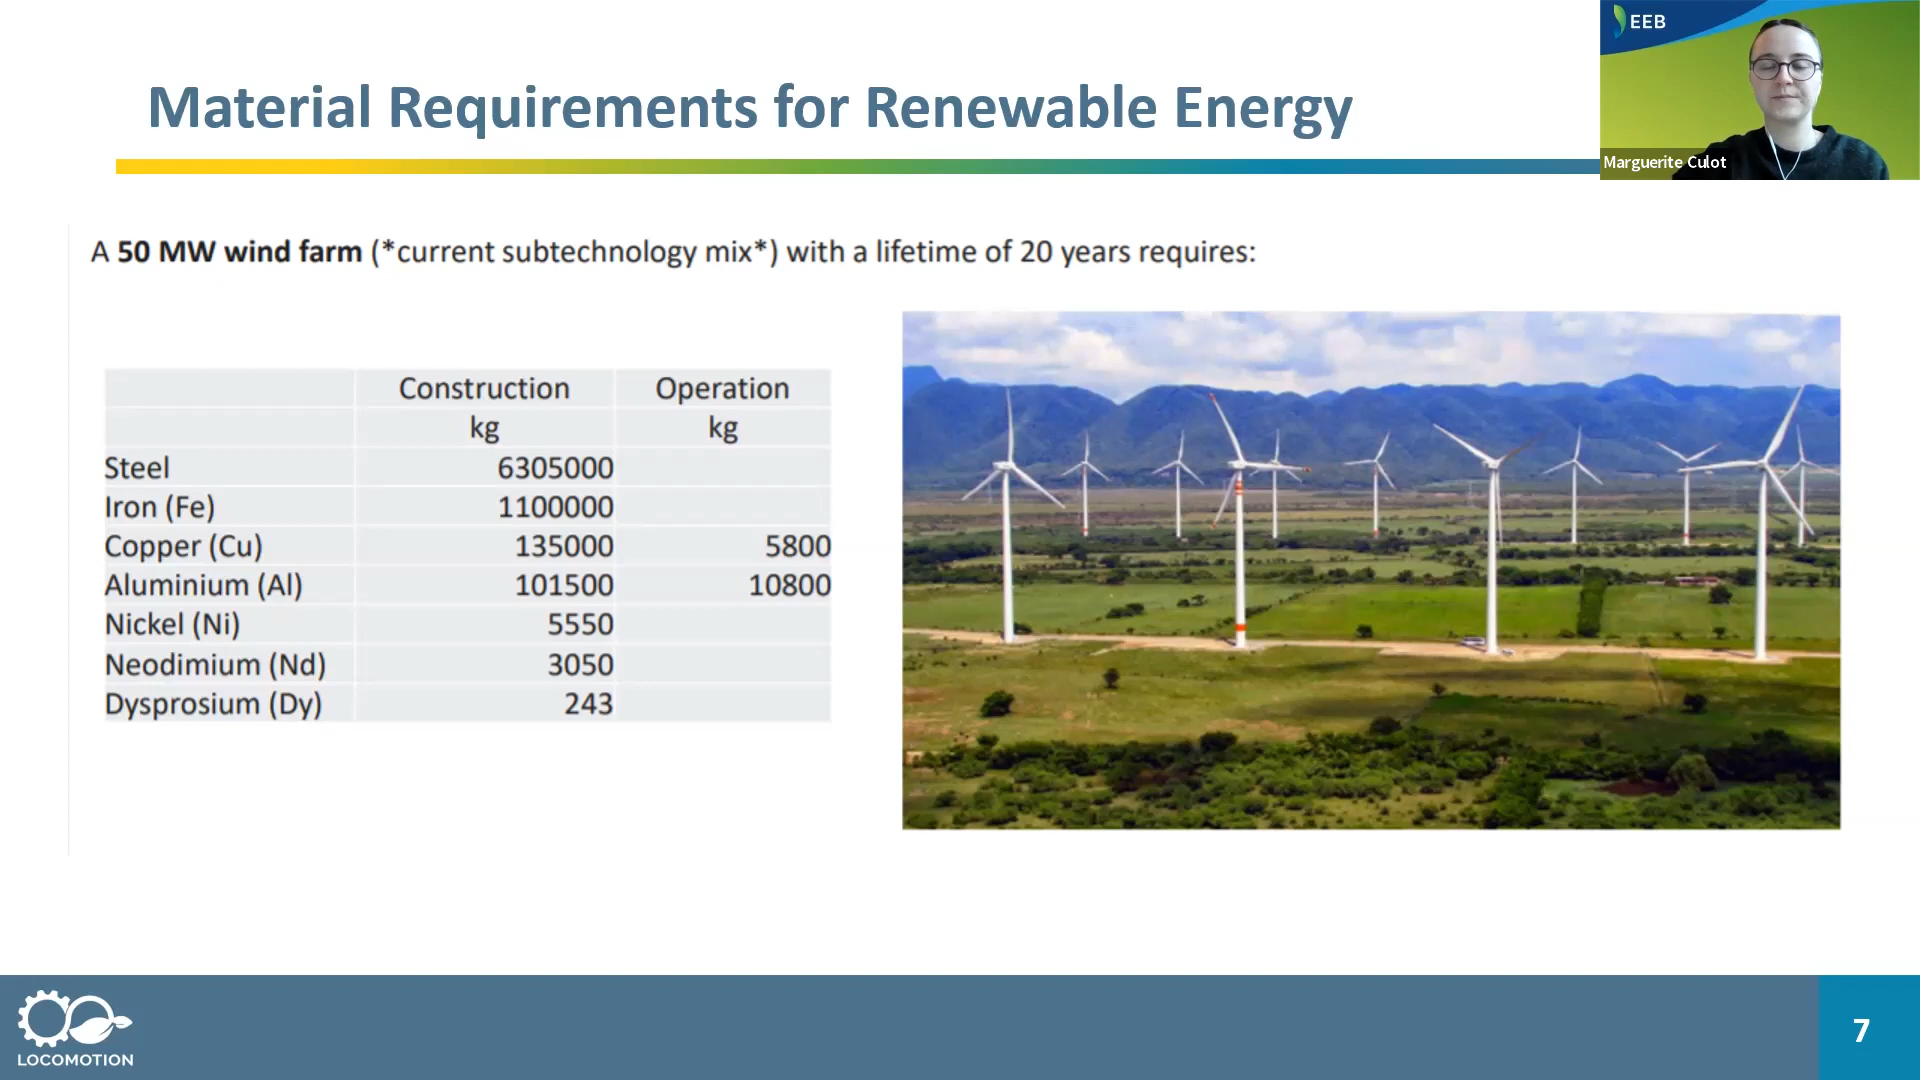 EEB
Marguerite Culot
Material Requirements for Renewable Energy
A 50 MW wind farm (*current subtechnology mix*) with a lifetime of 20 years requires:
Construction Operation
kg kg
Steel 6305000
Iron (Fe) 1100000
Copper (Cu) 135000 5800
Aluminium (Al) 101500 10800
Nickel (Ni) 5550
Neodimium (Nd) 3050
Dysprosium (Dy) 243
LOCOMOTION
7